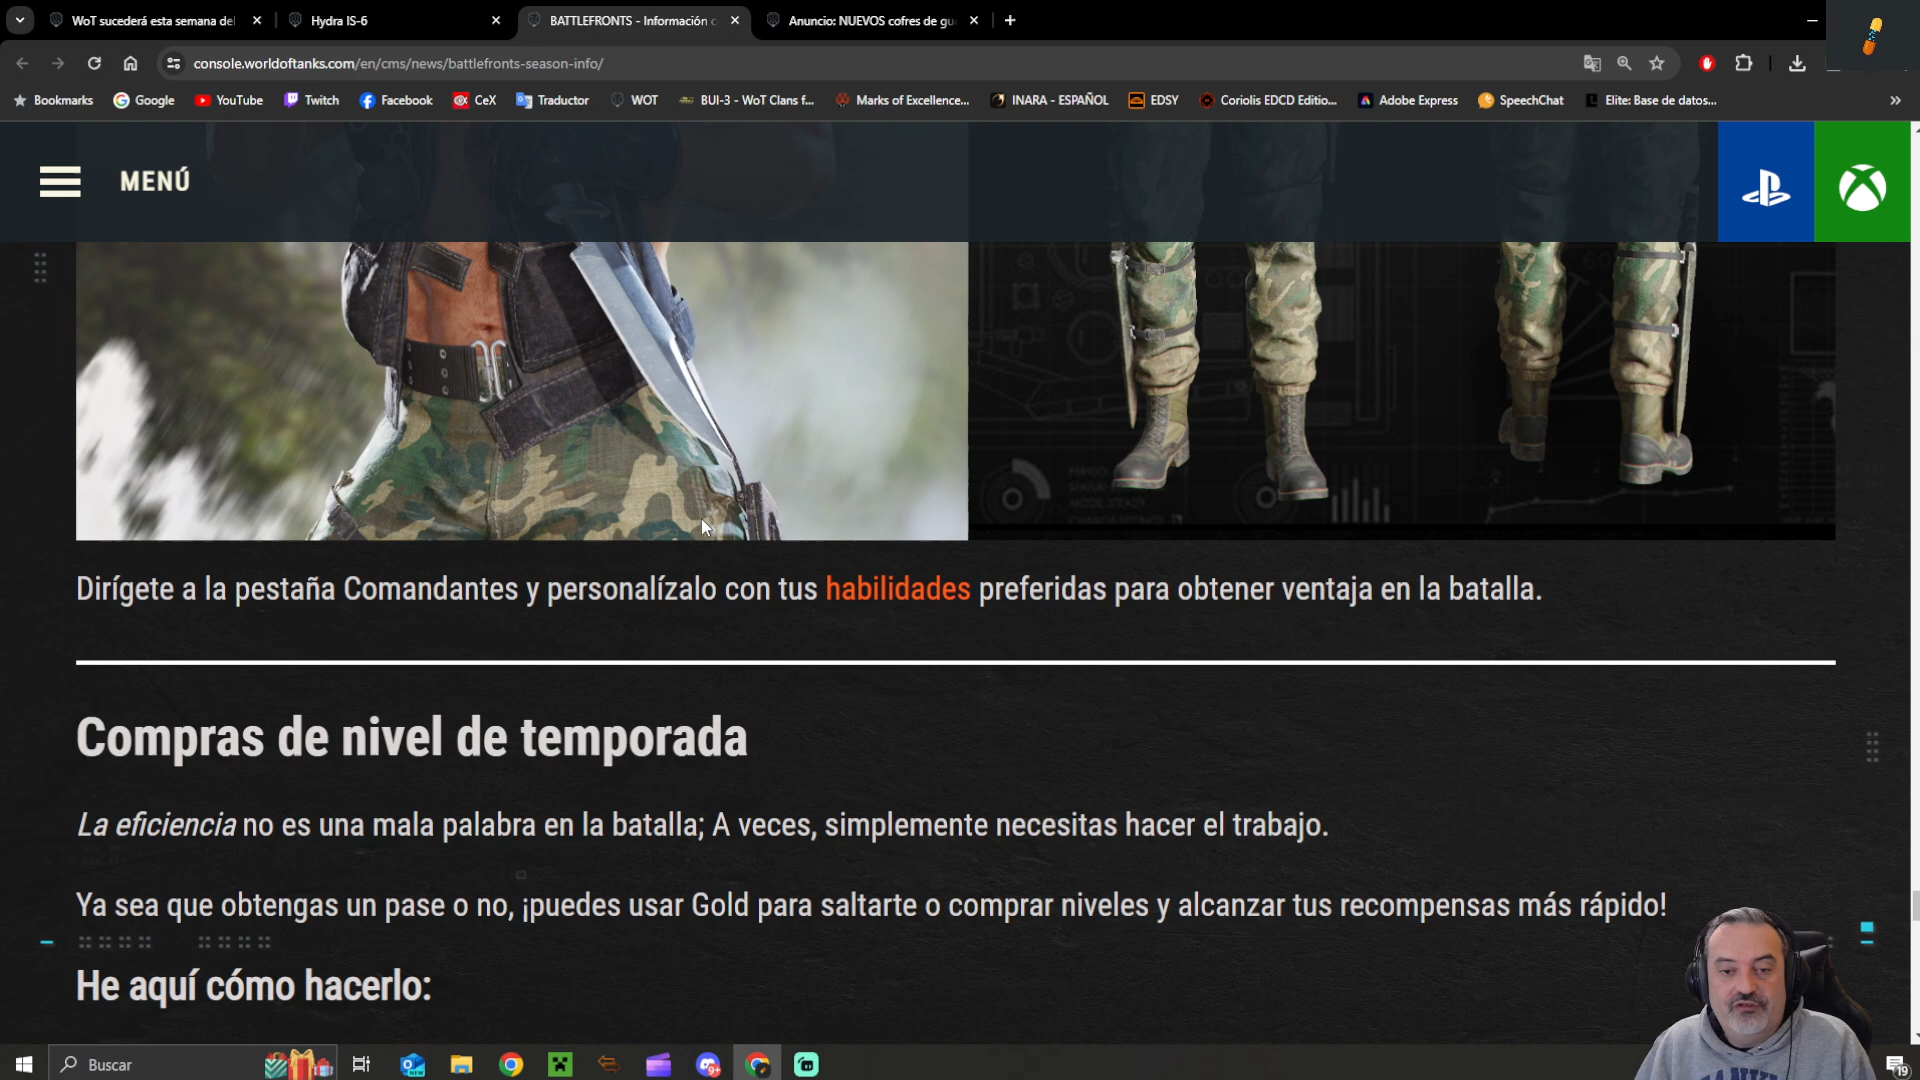 WoT sucederá esta semana del
Hydra IS-6
BATTLEFRONTS - Información
Anuncio: NUEVOS cofres de gu
console.worldoftanks.com/en/cms/news/battlefronts-season-info/
Bookmarks
Google
YouTube
Twitch
Facebook
CeX
Traductor
WOT
BUI-3 - WoT Clans f...
Marks of Excellence...
INARA - ESPAÑOL
EDSY
Coriolis EDCD Editio...
Adobe Express
SpeechChat
Elite: Base de datos...
MENÚ
Dirígete a la pestaña Comandantes y personalízalo con tus habilidades preferidas para obtener ventaja en la batalla.
Compras de nivel de temporada
La eficiencia no es una mala palabra en la batalla; A veces, simplemente necesitas hacer el trabajo.
Ya sea que obtengas un pase o no, ¡puedes usar Gold para saltarte o comprar niveles y alcanzar tus recompensas más rápido!
He aquí cómo hacerlo:
Buscar
NEW
9+
19